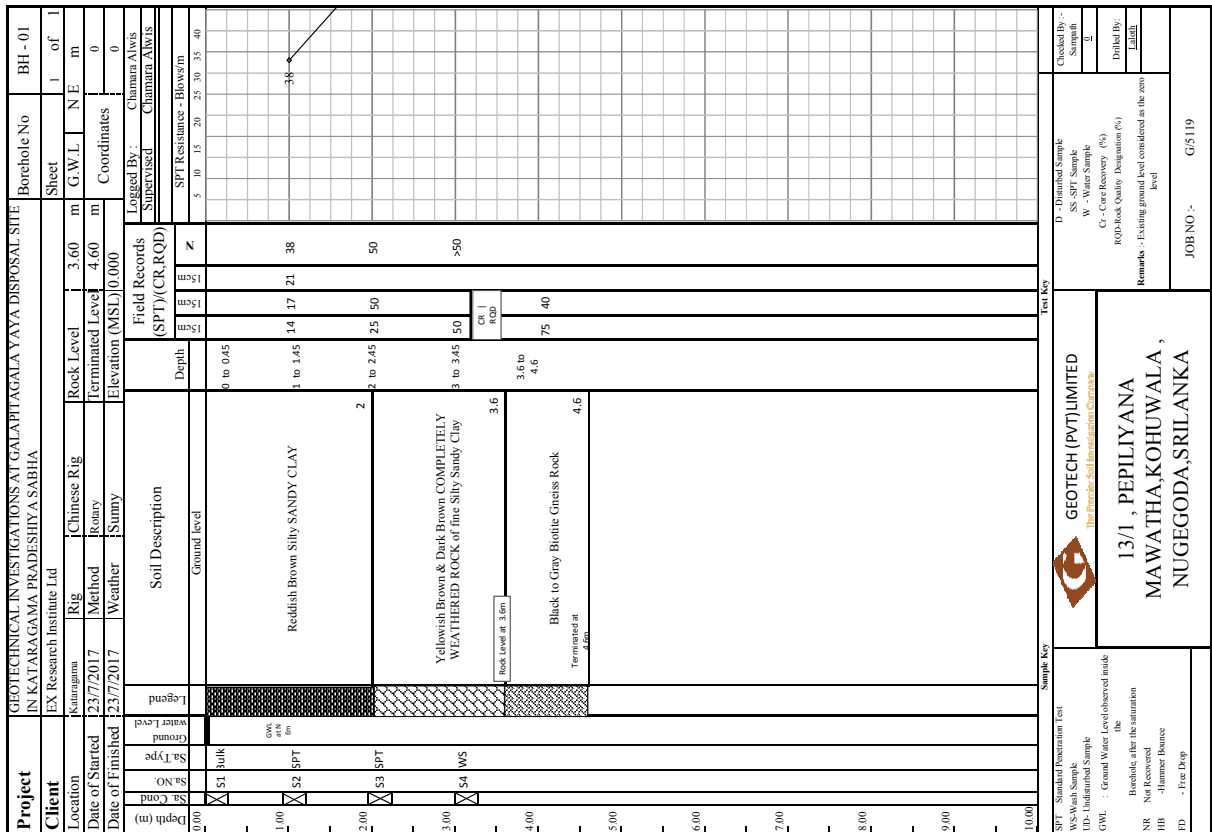 Project
GEOTECHNICAL INVESTIGATIONS AT GALAPITAGALA YAYA DISPOSAL SITE
IN KATARAGAMA PRADESHIYA SABHA
Borehole No
BH - 01
Client
EX Research Institute Ltd
Sheet
1 of 1
Location
Kataragama
Rig
Chinese Rig
Rock Level
3.60 m
G.W.L
N E m
Date of Started
23/7/2017
Method
Rotary
Terminated Level
4.60 m
Coordinates
0
Date of Finished
23/7/2017
Weather
Sunny
Elevation (MSL)
0.000
0
Depth (m)
Sa. Cond
Sa.NO.
Sa.Type
Ground
water Level
Legend
Soil Description
Depth
Field Records
(SPT)/(CR,RQD)
15cm
15cm
15cm
N
Logged By :
Chamara Alwis
Supervised
Chamara Alwis
SPT Resistance - Blows/m
5 10 15 20 25 30 35 40
0.00
Ground level
S1
0 to 0.45
GWL
at N
Em
1.00
S2
SPT
Reddish Brown Silty SANDY CLAY
1 to 1.45
14
17
21
38
38
2
2.00
S3
SPT
2 to 2.45
25
50
50
3.00
S4
WS
Yellowish Brown & Dark Brown COMPLETELY
WEATHERED ROCK of fine Silty Sandy Clay
3 to 3.45
50
>50
Rock Level at 3.6m
3.6
CR |
RQD
4.00
Black to Gray Biotite Gneiss Rock
3.6 to
4.6
75
40
Terminated at
4.6m
4.6
5.00
6.00
7.00
8.00
9.00
10.00
Sample Key
Test Key
SPT Standard Penetration Test
WS-Wash Sample
UD- Undisturbed Sample
GWL : Ground Water Level observed inside
the
Borehole, after the saturation
NR Not Recovered
HB -Hammer Bounce
FD - Free Drop
G
GEOTECH (PVT)LIMITED
The Premier Soil Investigation Company
13/1 , PEPILIYANA
MAWATHA,KOHUWALA ,
NUGEGODA,SRILANKA
D - Disturbed Sample
SS -SPT Sample
W - Water Sample
Cr - Core Recovery (%)
RQD-Rock Quality Designation (%)
Remarks :- Existing ground level considered as the zero
level
JOB NO :- G/5119
Checked By :-
Sampath
0
Drilled By:
Laloth